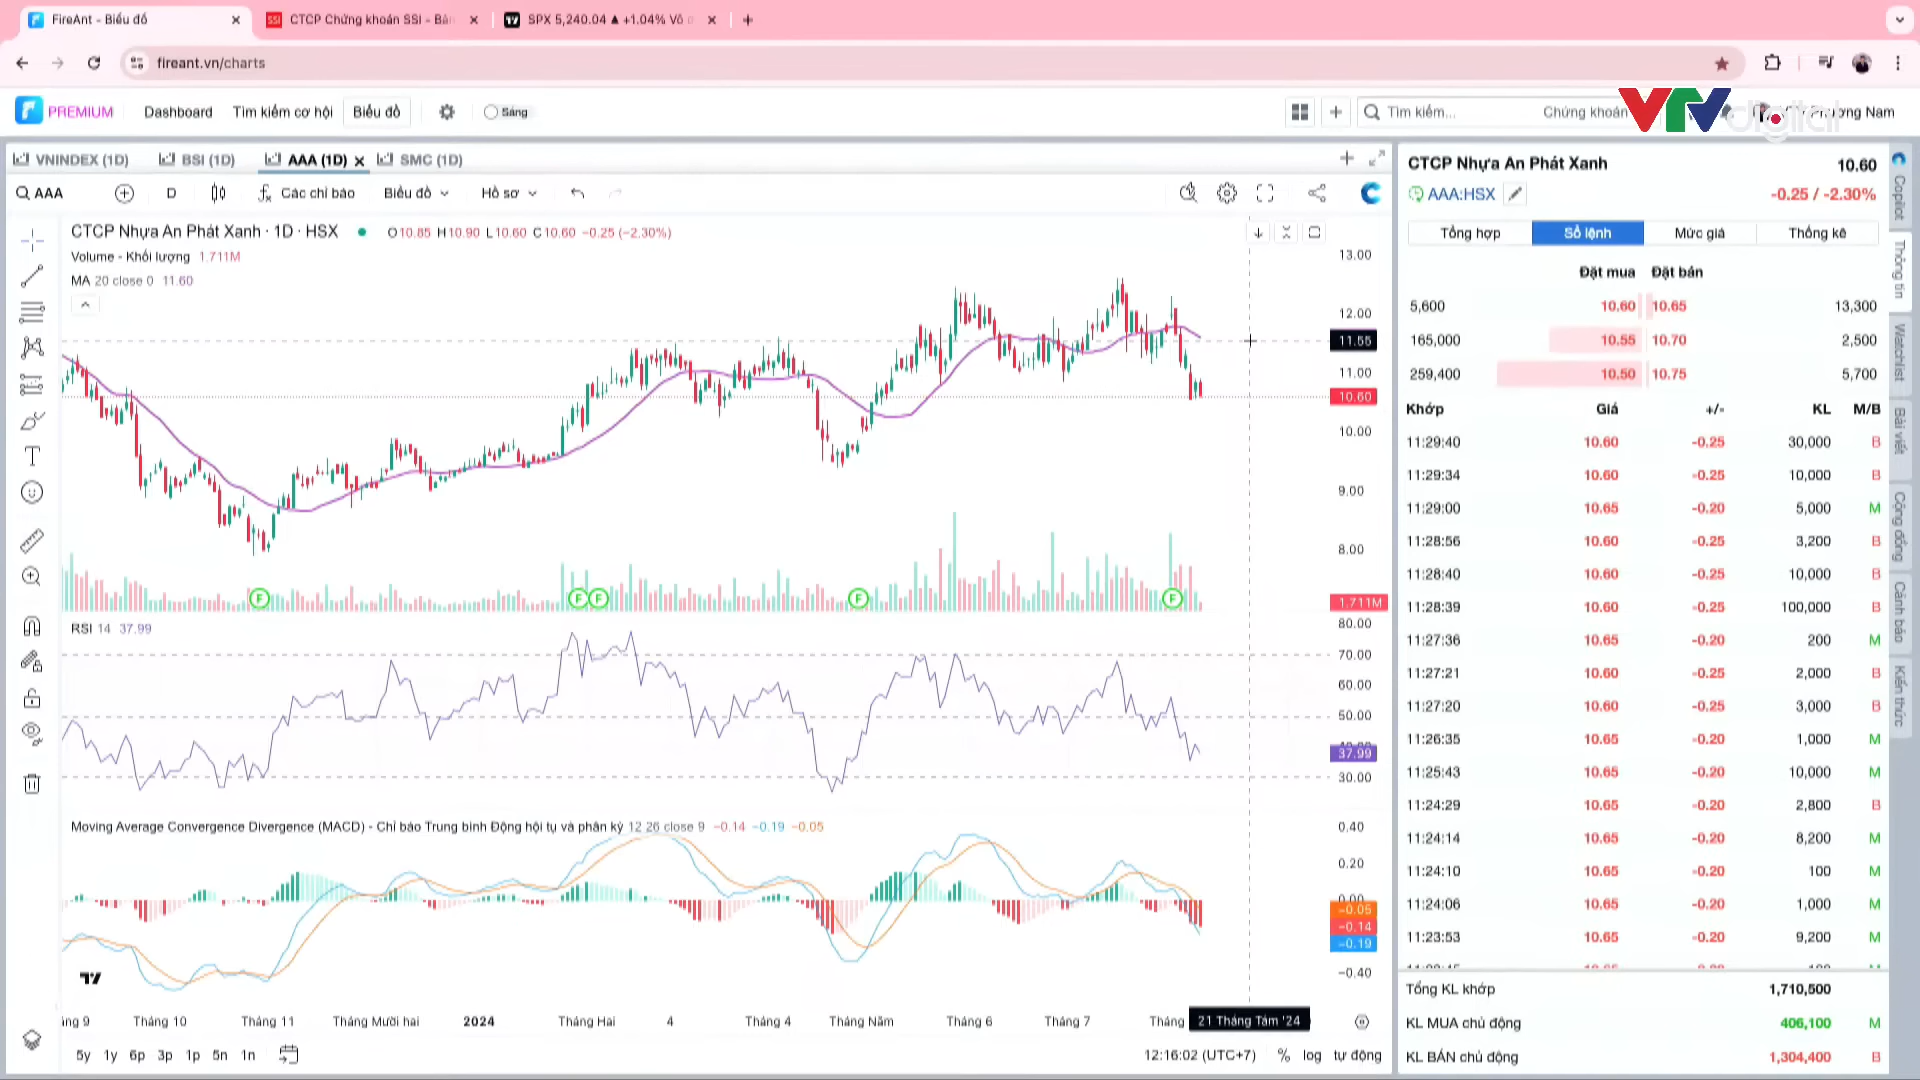 FireAnt - Biểu đồ
CTCP Chứng khoán SSI - Bản
SPX 5,240.04 ▲ +1.04% Vô
fireant.vn/charts
PREMIUM Dashboard Tìm kiếm cơ hội Biểu đồ Sáng
Tìm kiếm... Chứng khoán
VTV digital
Phương Nam
VNINDEX (1D) BSI (1D) AAA (1D) SMC (1D)
AAA D Các chỉ báo Biểu đồ Hồ sơ
CTCP Nhựa An Phát Xanh · 1D · HSX O10.85 H10.90 L10.60 C10.60 −0.25 (−2.30%)
Volume - Khối lượng 1.711M
MA 20 close 0 11.60
13.00
12.00
11.55
11.00
10.60
10.00
9.00
8.00
F F F F F
1.711M
RSI 14 37.99
80.00
70.00
60.00
50.00
37.99
30.00
Moving Average Convergence Divergence (MACD) - Chỉ báo Trung bình Động hội tụ và phân kỳ 12 26 close 9 −0.14 −0.19 −0.05
0.40
0.20
0.00
−0.05
−0.14
−0.19
−0.40
Tháng 10 Tháng 11 Tháng Mười hai 2024 Tháng Hai 4 Tháng 4 Tháng Năm Tháng 6 Tháng 7 Tháng 21 Tháng Tám '24
5y 1y 6p 3p 1p 5n 1n
12:16:02 (UTC+7) % log tự động
CTCP Nhựa An Phát Xanh 10.60
AAA:HSX -0.25 / -2.30%
Tổng hợp Sổ lệnh Mức giá Thống kê
Đặt mua Đặt bán
5,600 10.60 10.65 13,300
165,000 10.55 10.70 2,500
259,400 10.50 10.75 5,700
Khớp Giá +/- KL M/B
11:29:40 10.60 -0.25 30,000 B
11:29:34 10.60 -0.25 10,000 B
11:29:00 10.65 -0.20 5,000 M
11:28:56 10.60 -0.25 3,200 B
11:28:40 10.60 -0.25 10,000 B
11:28:39 10.60 -0.25 100,000 B
11:27:36 10.65 -0.20 200 M
11:27:21 10.60 -0.25 2,000 B
11:27:20 10.60 -0.25 3,000 B
11:26:35 10.65 -0.20 1,000 M
11:25:43 10.65 -0.20 10,000 M
11:24:29 10.65 -0.20 2,800 B
11:24:14 10.65 -0.20 8,200 M
11:24:10 10.65 -0.20 100 M
11:24:06 10.65 -0.20 1,000 M
11:23:53 10.65 -0.20 9,200 M
Tổng KL khớp 1,710,500
KL MUA chủ động 406,100 M
KL BÁN chủ động 1,304,400 B
Copilot
Thông tin
Watchlist
Bài viết
Cộng đồng
Cảnh báo
Kiến thức